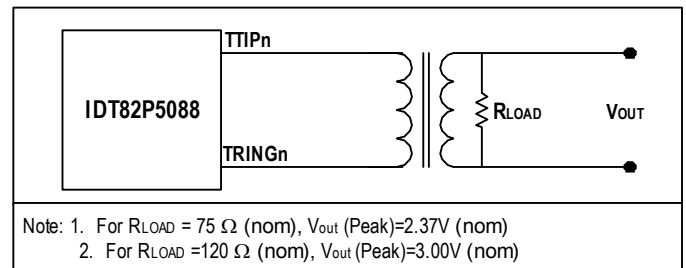 TTIPn
IDT82P5088
RLOAD
VOUT
TRINGn
Note: 1. For RLOAD = 75 Ω (nom), Vout (Peak)=2.37V (nom)
2. For RLOAD =120 Ω (nom), Vout (Peak)=3.00V (nom)